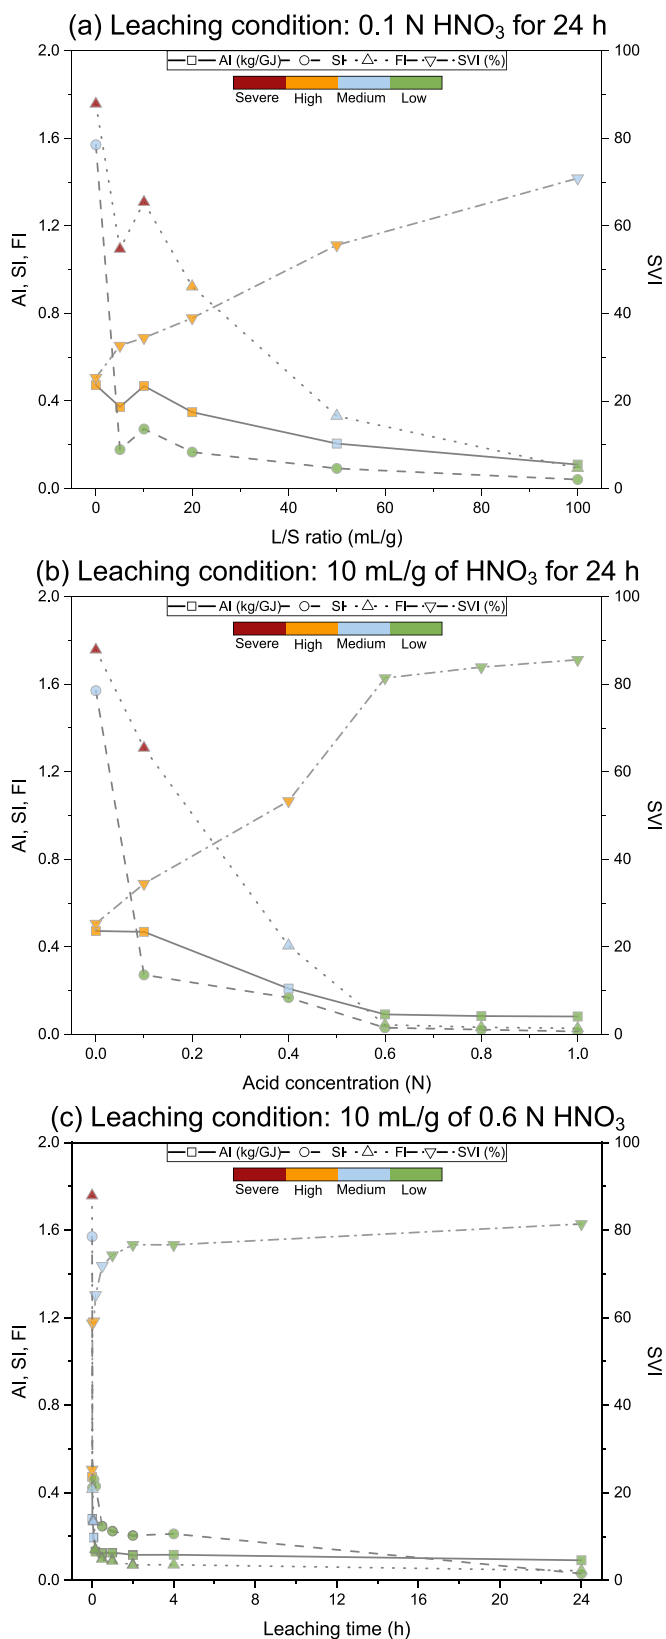 (a) Leaching condition: 0.1 N HNO₃ for 24 h
AI (kg/GJ) SI FI SVI (%)
Severe High Medium Low
2.0
1.6
1.2
0.8
0.4
0.0
AI, SI, FI
100
80
60
40
20
0
SVI
0 20 40 60 80 100
L/S ratio (mL/g)
(b) Leaching condition: 10 mL/g of HNO₃ for 24 h
AI (kg/GJ) SI FI SVI (%)
Severe High Medium Low
2.0
1.6
1.2
0.8
0.4
0.0
AI, SI, FI
100
80
60
40
20
0
SVI
0.0 0.2 0.4 0.6 0.8 1.0
Acid concentration (N)
(c) Leaching condition: 10 mL/g of 0.6 N HNO₃
AI (kg/GJ) SI FI SVI (%)
Severe High Medium Low
2.0
1.6
1.2
0.8
0.4
0.0
AI, SI, FI
100
80
60
40
20
0
SVI
0 4 8 12 16 20 24
Leaching time (h)